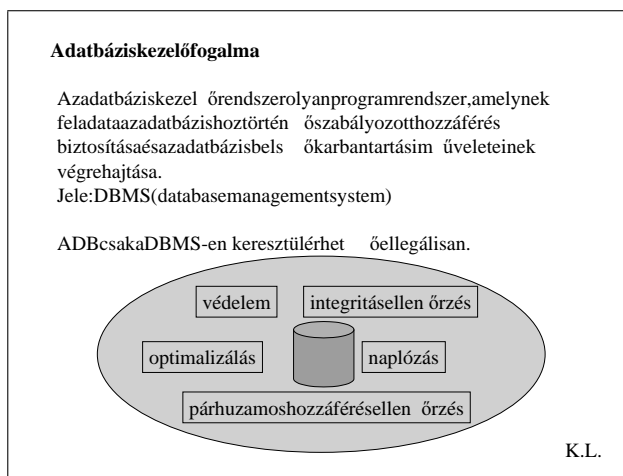 Adatbáziskezelőfogalma
Azadatbáziskezel őrendszerolyanprogramrendszer,amelynek
feladataazadatbázishoztörtén őszabályozotthozzáférés
biztosításaésazadatbázisbels őkarbantartásim űveleteinek
végrehajtása.
Jele:DBMS(databasemanagementsystem)
ADBcsakaDBMS-en keresztülérhet őellegálisan.
védelem integritásellen őrzés
optimalizálás naplózás
párhuzamoshozzáférésellen őrzés
K.L.